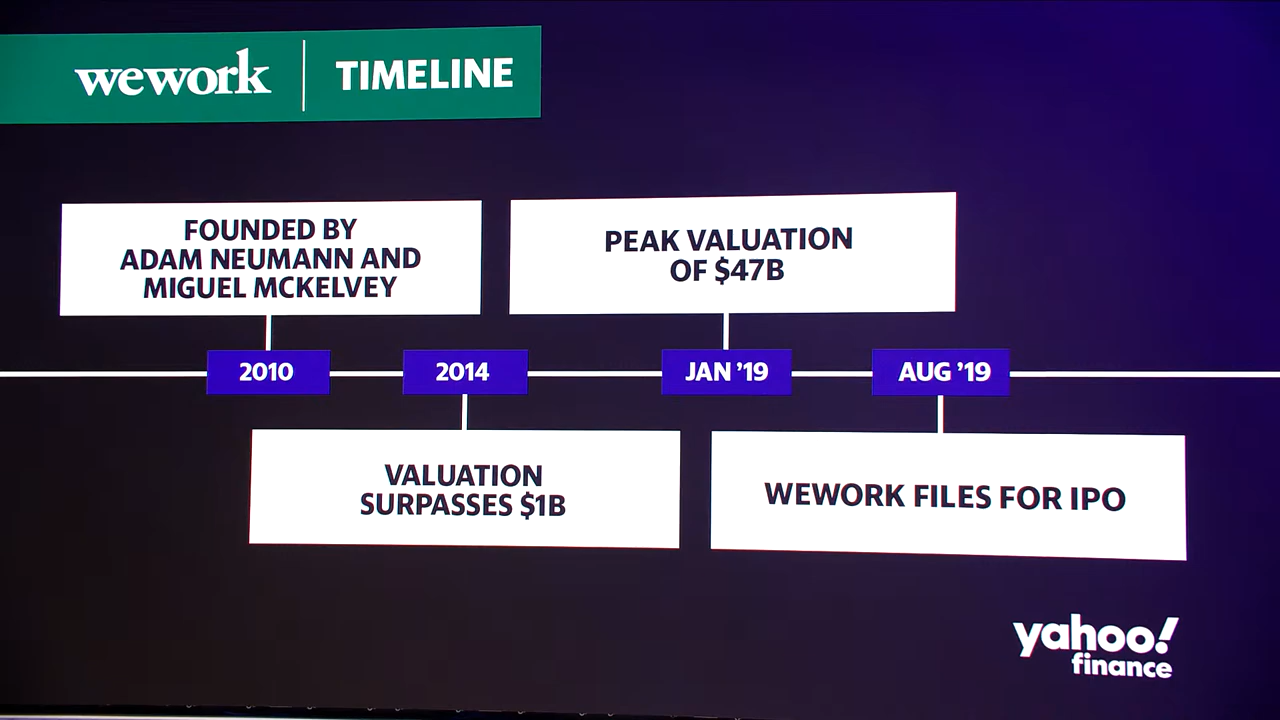 wework | TIMELINE
FOUNDED BY
ADAM NEUMANN AND
MIGUEL MCKELVEY
PEAK VALUATION
OF $47B
2010
2014
JAN ’19
AUG ’19
VALUATION
SURPASSES $1B
WEWORK FILES FOR IPO
yahoo!
finance